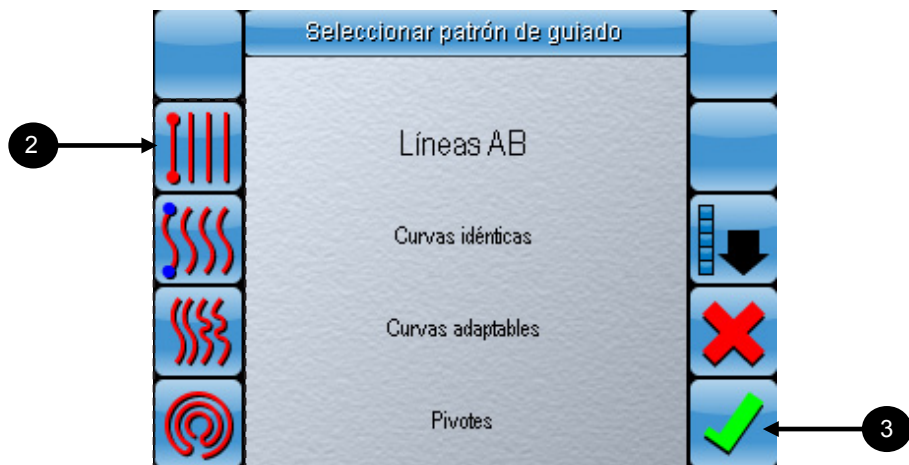 Seleccionar patrón de guiado
2
Líneas AB
Curvas idénticas
Curvas adaptables
Pivotes
3